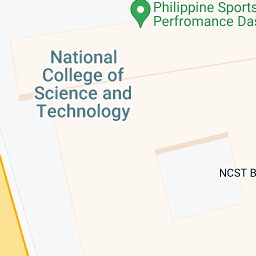 Philippine Sports
Perfromance Das
National
College of
Science and
Technology
NCST B